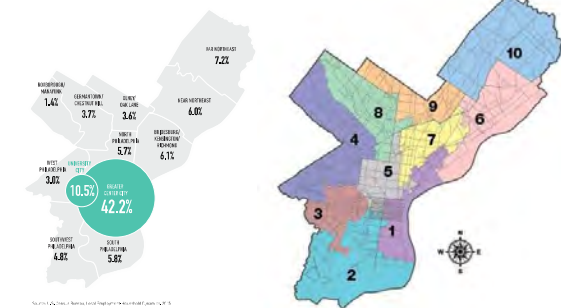 FAR NORTHEAST
7.2%
ROXBOROUGH/
MANAYUNK
1.4%
GERMANTOWN/
CHESTNUT HILL
3.7%
OLNEY/
OAK LANE
3.6%
NEAR NORTHEAST
6.0%
NORTH
PHILADELPHIA
5.7%
BRIDESBURG/
KENSINGTON/
RICHMOND
6.1%
WEST
PHILADELPHIA
3.0%
UNIVERSITY
CITY
10.5%
GREATER
CENTER CITY
42.2%
SOUTHWEST
PHILADELPHIA
4.8%
SOUTH
PHILADELPHIA
5.8%
10
9
8
6
7
4
5
3
1
2
N
W
E
S